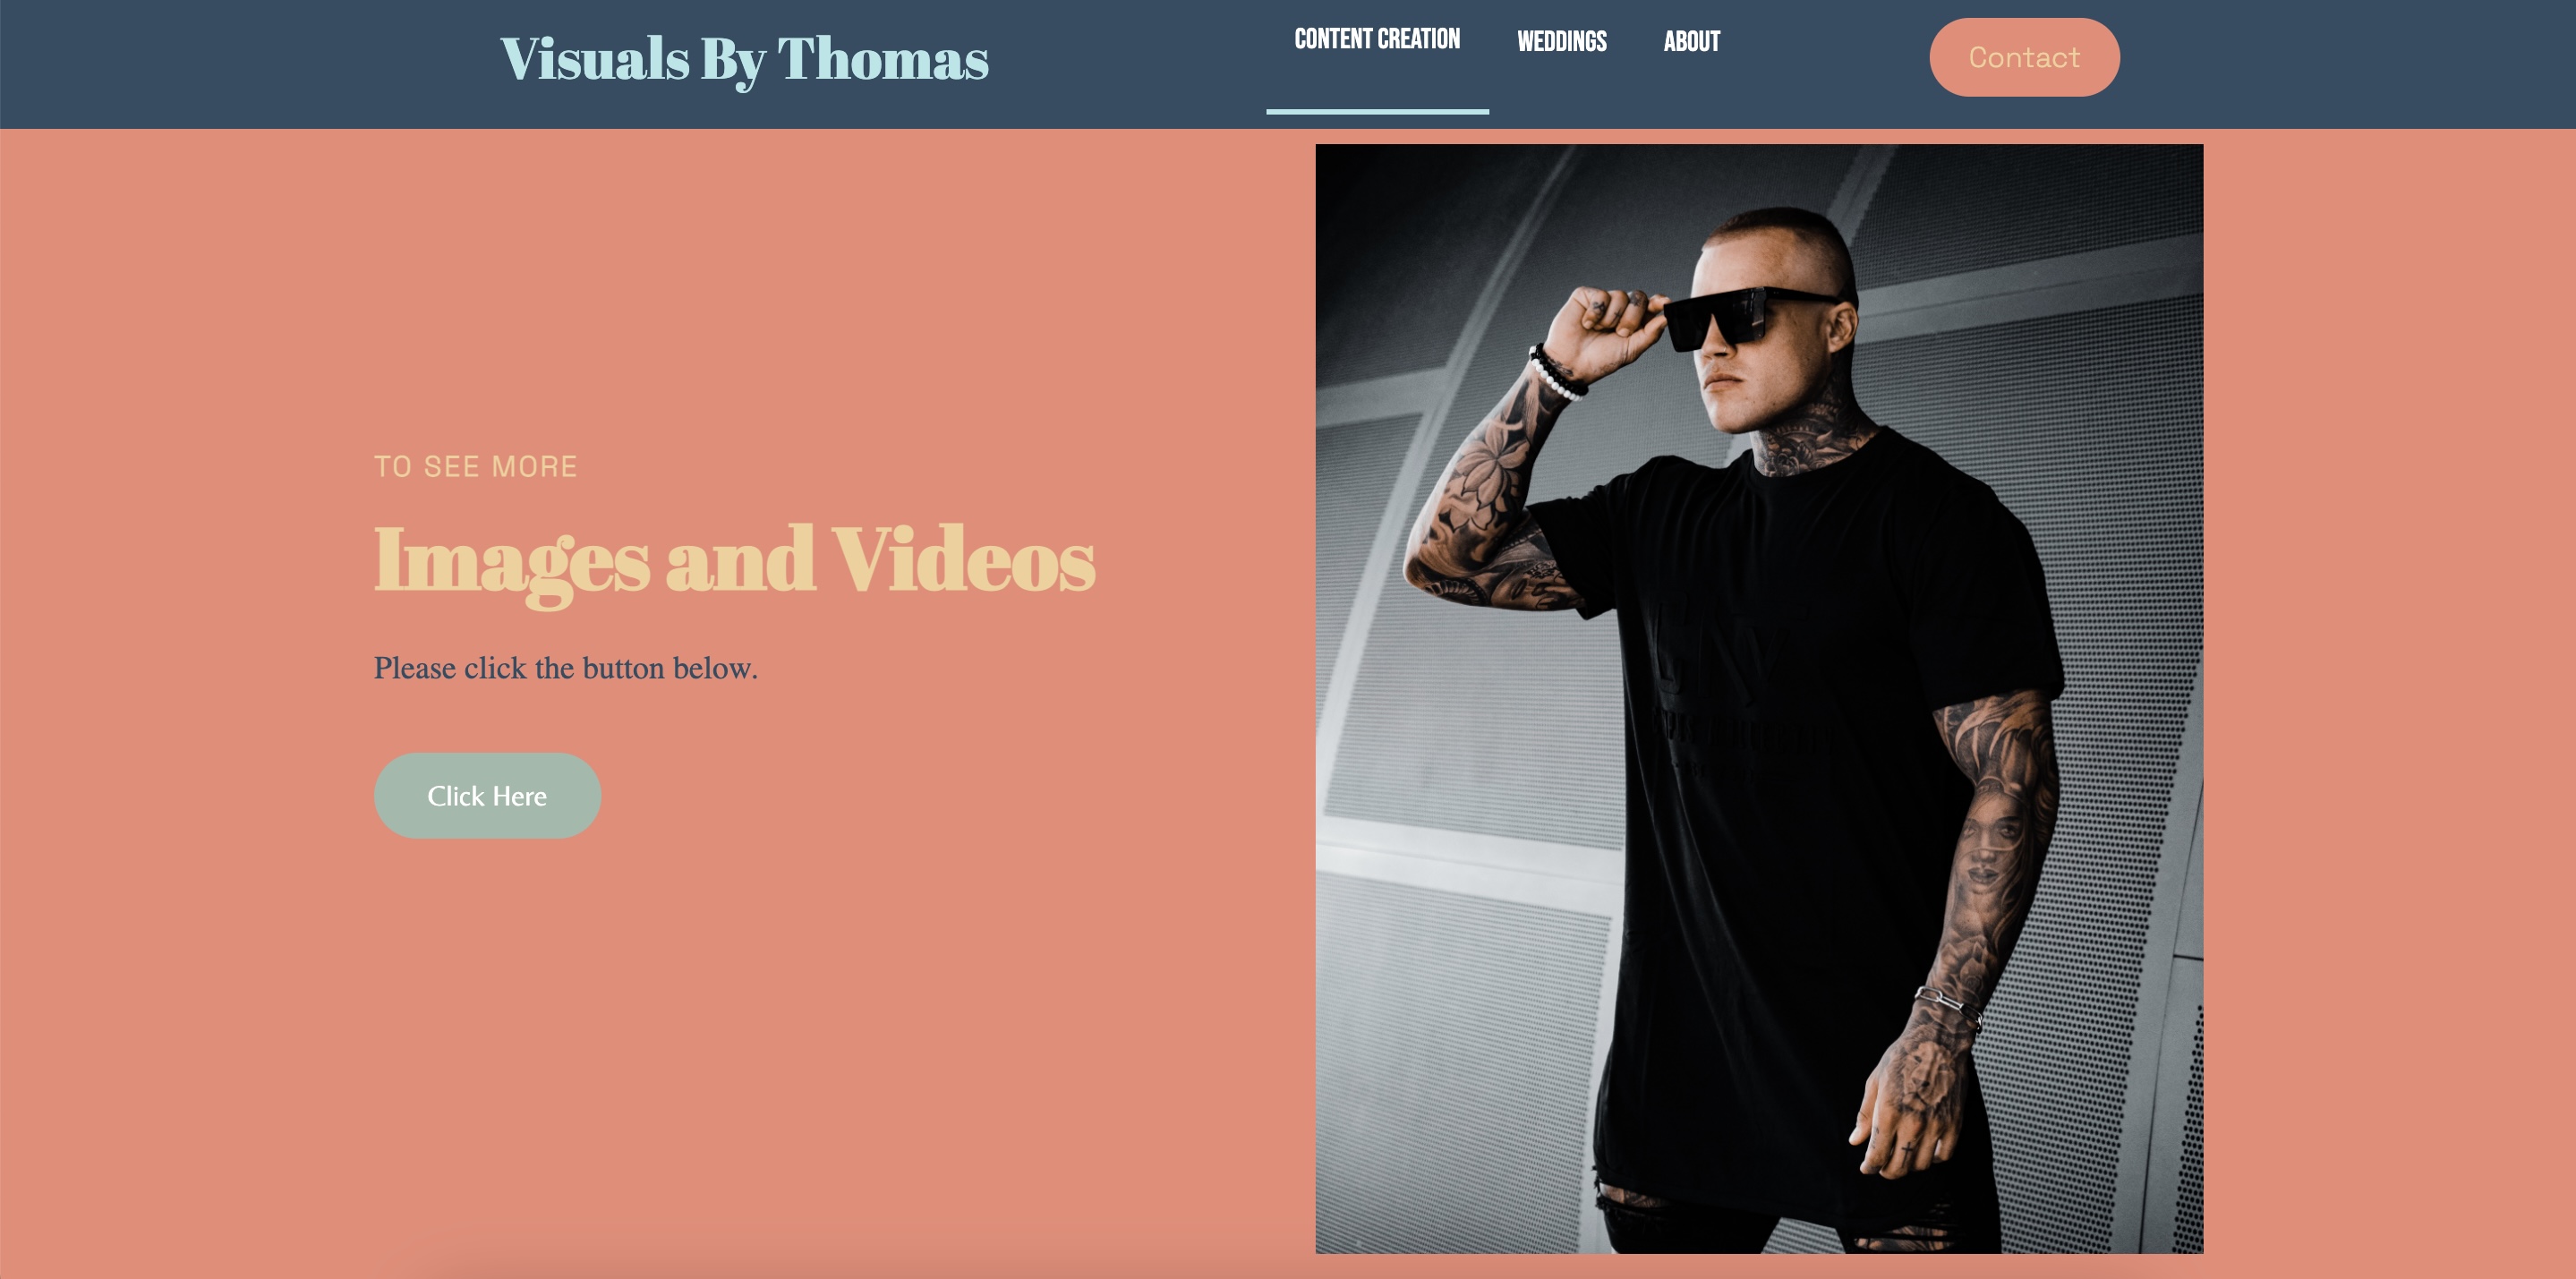 Visuals By Thomas
CONTENT CREATION
WEDDINGS
ABOUT
Contact
TO SEE MORE
Images and Videos
Please click the button below.
Click Here